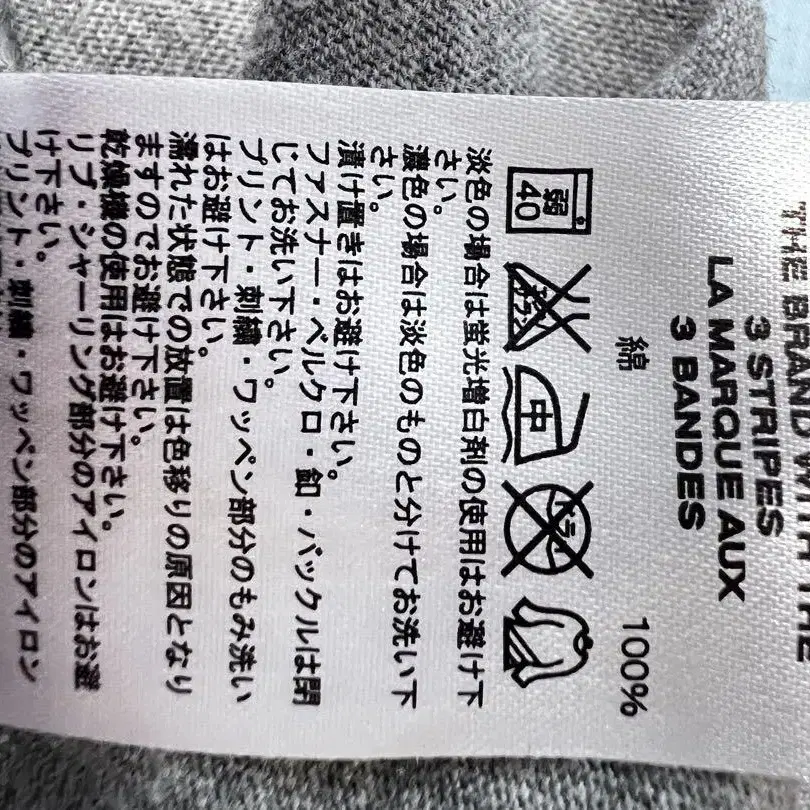 THE BRAND WITH THE
3 STRIPES
LA MARQUE AUX
3 BANDES
綿 100%
弱
40
中
ドライ
淡色の場合は蛍光増白剤の使用はお避け下
さい。
濃色の場合は淡色のものと分けてお洗い下
さい。
漬け置きはお避け下さい。
ファスナー・ベルクロ・釦・バックルは閉
じてお洗い下さい。
プリント・刺繍・ワッペン部分のもみ洗い
はお避け下さい。
濡れた状態での放置は色移りの原因となり
ますのでお避け下さい。
乾燥機の使用はお避け下さい。
リブ・シャーリング部分のアイロンはお避
け下さい。
プリント・刺繍・ワッペン部分のアイロン